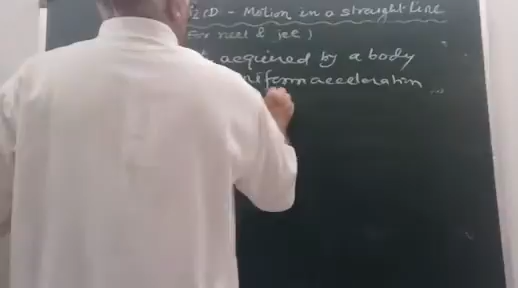 - Motion in a straight Line
for neet & jee )
acquired by a body
uniform acceleration